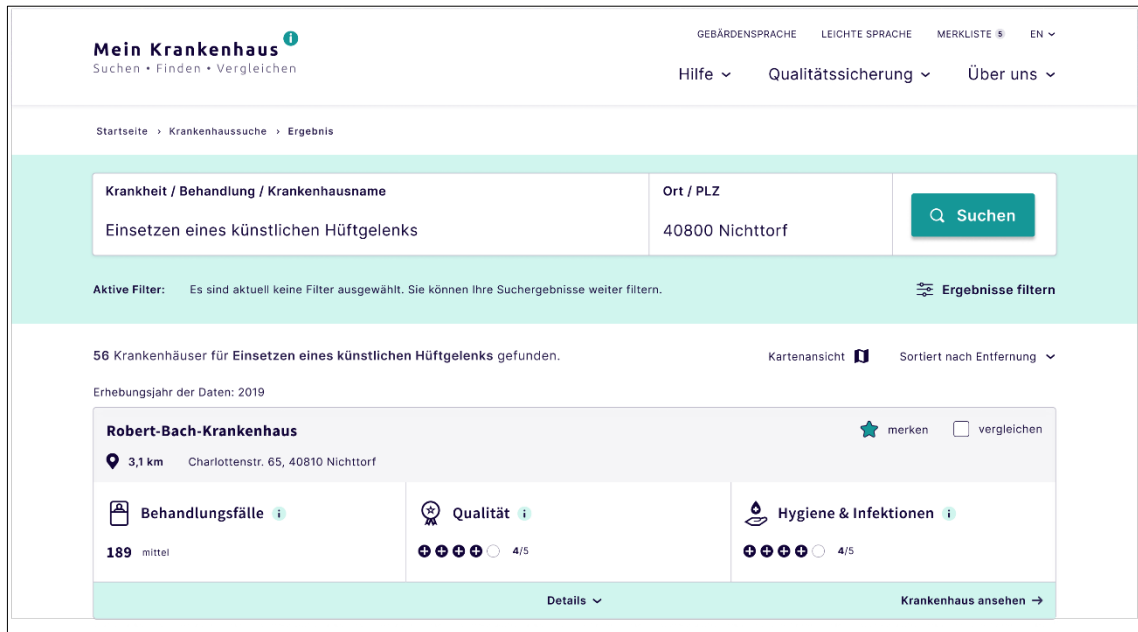 Mein Krankenhaus i
Suchen • Finden • Vergleichen
GEBÄRDENSPRACHE LEICHTE SPRACHE MERKLISTE 5 EN
Hilfe Qualitätssicherung Über uns
Startseite › Krankenhaussuche › Ergebnis
Krankheit / Behandlung / Krankenhausname
Einsetzen eines künstlichen Hüftgelenks
Ort / PLZ
40800 Nichttorf
Suchen
Aktive Filter: Es sind aktuell keine Filter ausgewählt. Sie können Ihre Suchergebnisse weiter filtern.
Ergebnisse filtern
56 Krankenhäuser für Einsetzen eines künstlichen Hüftgelenks gefunden.
Kartenansicht Sortiert nach Entfernung
Erhebungsjahr der Daten: 2019
Robert-Bach-Krankenhaus
merken vergleichen
3,1 km Charlottenstr. 65, 40810 Nichttorf
Behandlungsfälle i
189 mittel
Qualität i
4/5
Hygiene & Infektionen i
4/5
Details
Krankenhaus ansehen →